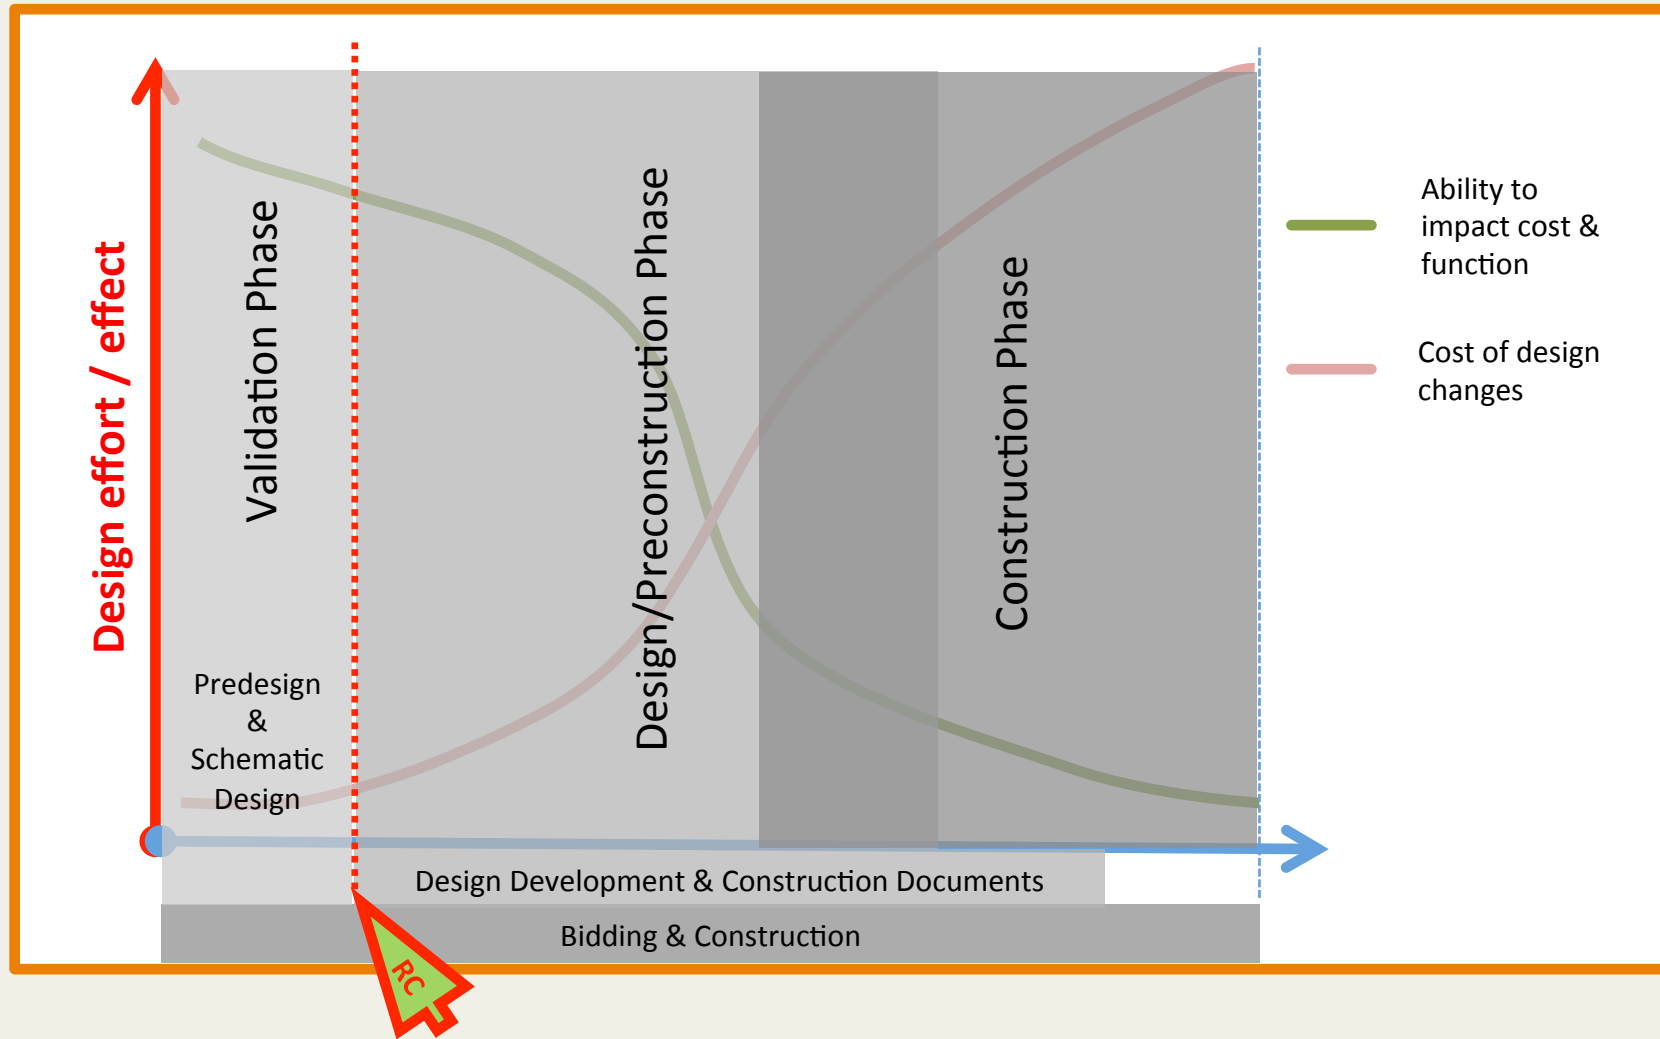 Design effort / effect
Validation Phase
Predesign
&
Schematic
Design
Design/Preconstruction Phase
Construction Phase
Ability to
impact cost &
function
Cost of design
changes
Design Development & Construction Documents
Bidding & Construction
RC